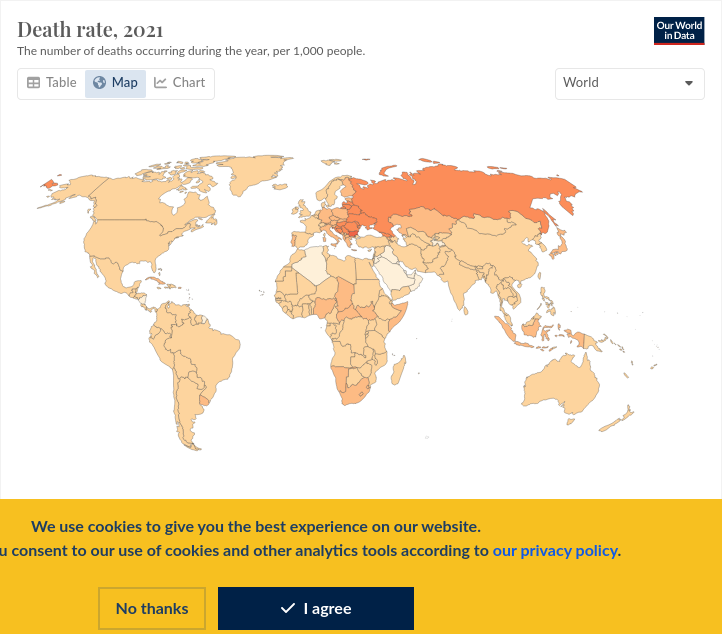 Death rate, 2021
The number of deaths occurring during the year, per 1,000 people.
Our World
in Data
Table
Map
Chart
World
We use cookies to give you the best experience on our website.
consent to our use of cookies and other analytics tools according to our privacy policy.
No thanks
I agree